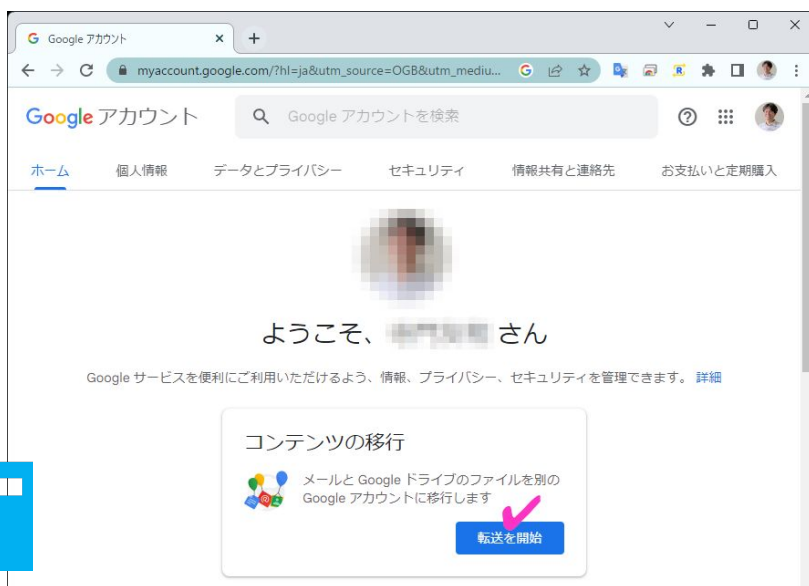 Google アカウント
myaccount.google.com/?hl=ja&utm_source=OGB&utm_mediu...
Google アカウント
Google アカウントを検索
ホーム 個人情報 データとプライバシー セキュリティ 情報共有と連絡先 お支払いと定期購入
ようこそ、 さん
Google サービスを便利にご利用いただけるよう、情報、プライバシー、セキュリティを管理できます。 詳細
コンテンツの移行
メールと Google ドライブのファイルを別の
Google アカウントに移行します
転送を開始